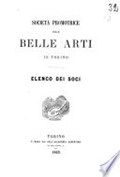 SOCIETÀ PROMOTRICE
DELLE
BELLE ARTI
IN TORINO
ELENCO DEI SOCI
TORINO